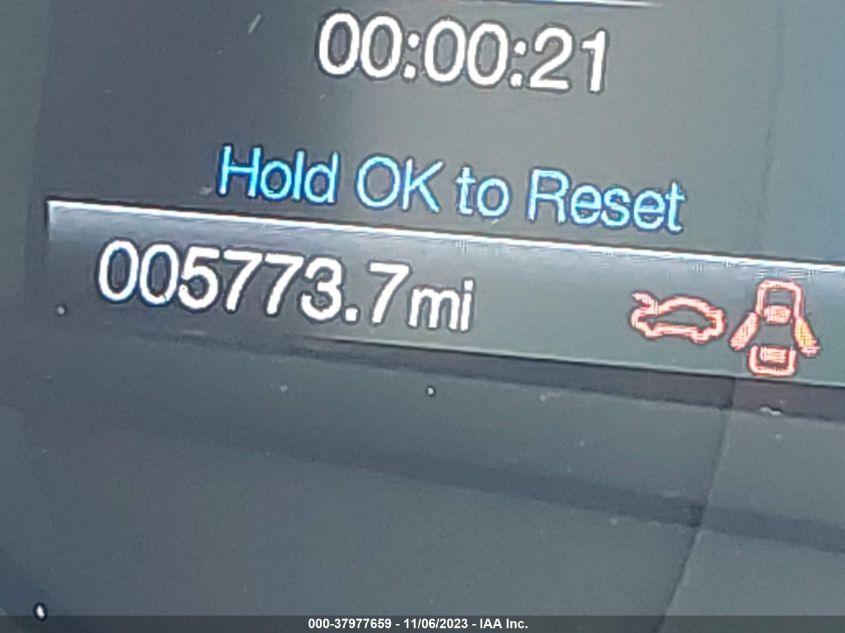 00:00:21
Hold OK to Reset
005773.7mi
000-37977659 - 11/06/2023 - IAA Inc.